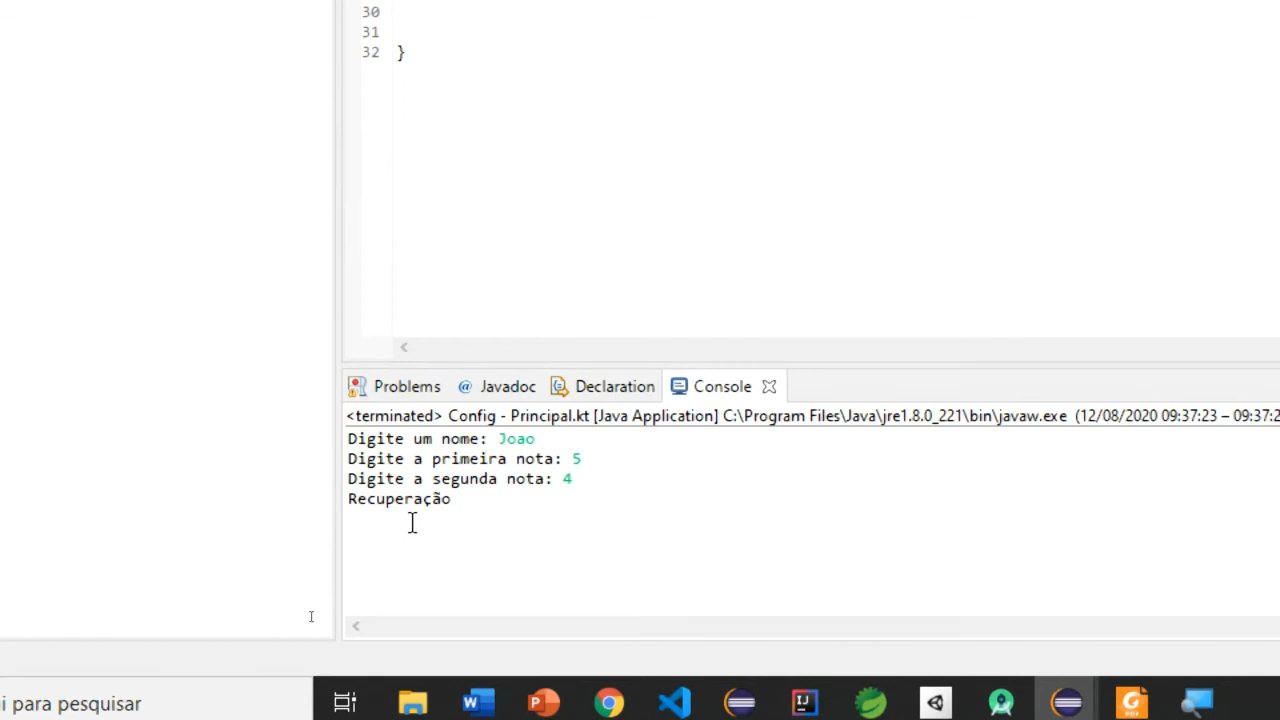 30
31
32 }
Problems @ Javadoc Declaration Console
<terminated> Config - Principal.kt [Java Application] C:\Program Files\Java\jre1.8.0_221\bin\javaw.exe (12/08/2020 09:37:23 – 09:37:2
Digite um nome: Joao
Digite a primeira nota: 5
Digite a segunda nota: 4
Recuperação
i para pesquisar